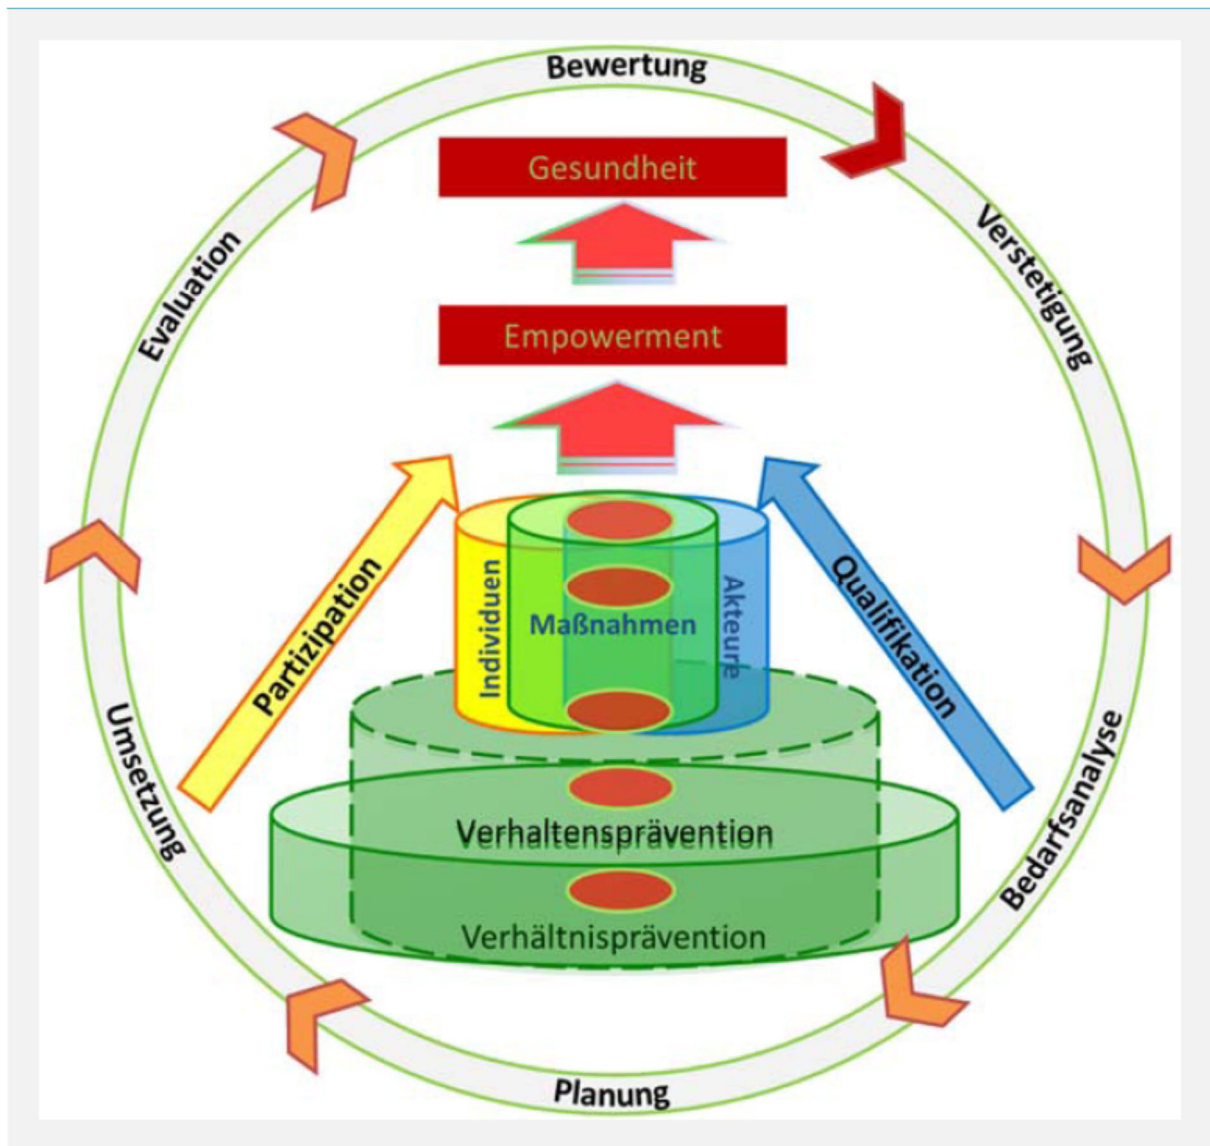 Bewertung
Gesundheit
Verstetigung
Evaluation
Empowerment
Partizipation
Individuen
Maßnahmen
Akteure
Qualifikation
Umsetzung
Bedarfsanalyse
Verhaltensprävention
Verhältnisprävention
Planung